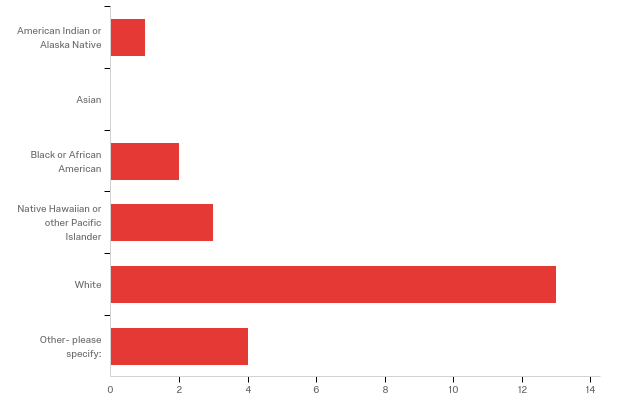 American Indian or
Alaska Native
Asian
Black or African
American
Native Hawaiian or
other Pacific
Islander
White
Other- please
specify:
0 2 4 6 8 10 12 14